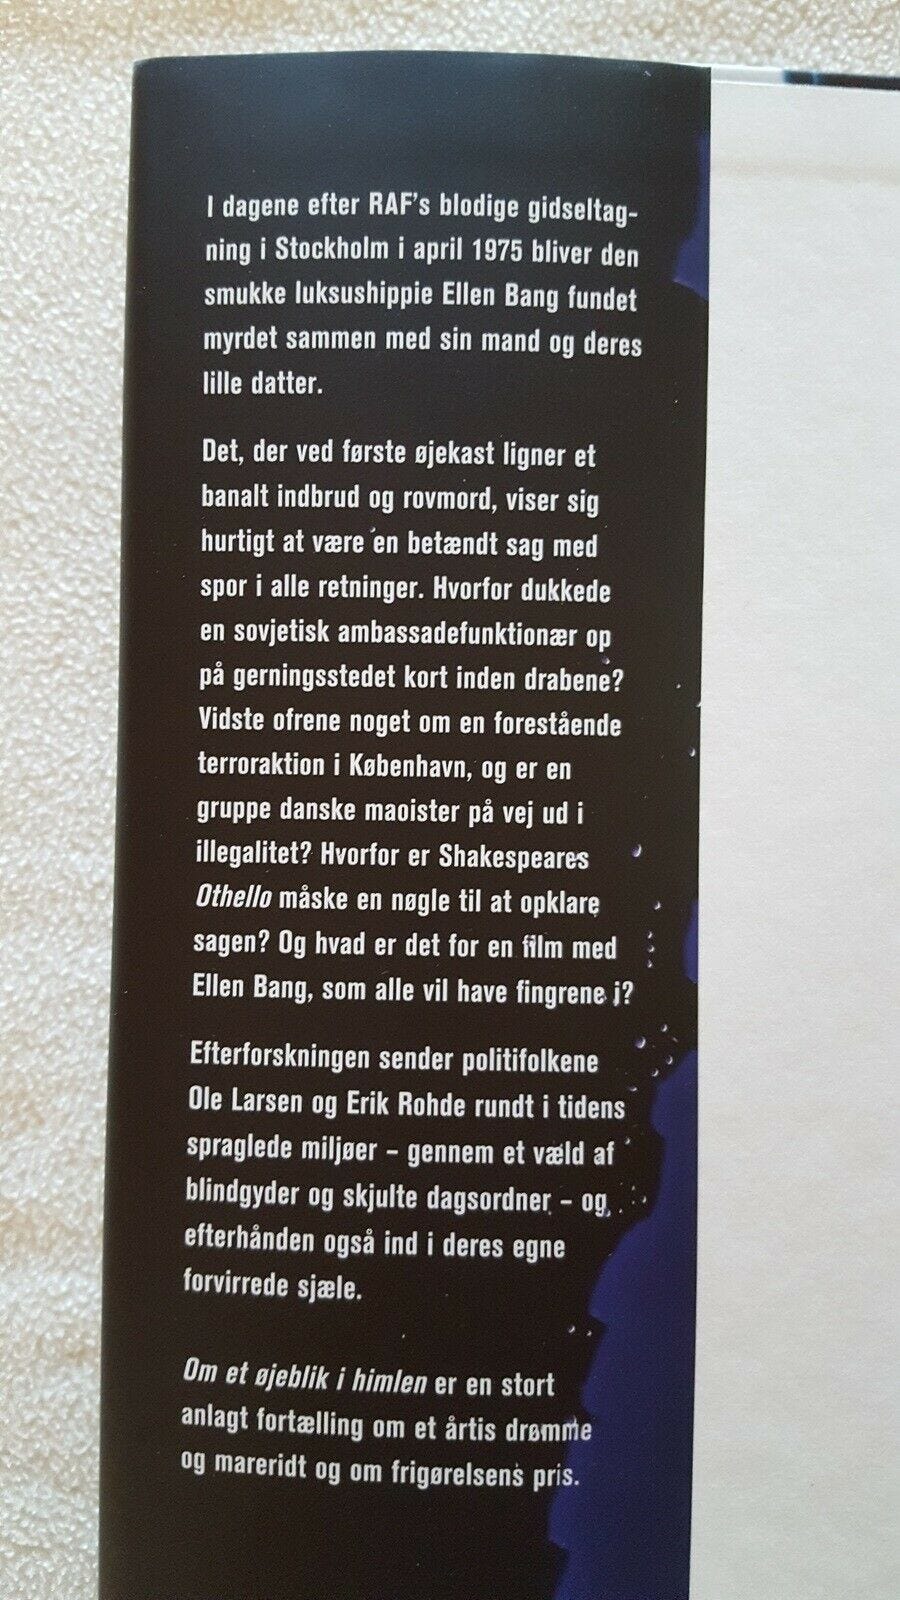 I dagene efter RAF's blodige gidseltag-
ning i Stockholm i april 1975 bliver den
smukke luksushippie Ellen Bang fundet
myrdet sammen med sin mand og deres
lille datter.
Det, der ved første øjekast ligner et
banalt indbrud og rovmord, viser sig
hurtigt at være en betændt sag med
spor i alle retninger. Hvorfor dukkede
en sovjetisk ambassadefunktionær op
på gerningsstedet kort inden drabene?
Vidste ofrene noget om en forestående
terroraktion i København, og er en
gruppe danske maoister på vej ud i
illegalitet? Hvorfor er Shakespeares
Othello måske en nøgle til at opklare
sagen? Og hvad er det for en film med
Ellen Bang, som alle vil have fingrene i?
Efterforskningen sender politifolkene
Ole Larsen og Erik Rohde rundt i tidens
spraglede miljøer – gennem et væld af
blindgyder og skjulte dagsordner – og
efterhånden også ind i deres egne
forvirrede sjæle.
Om et øjeblik i himlen er en stort
anlagt fortælling om et årtis drømme
og mareridt og om frigørelsens pris.